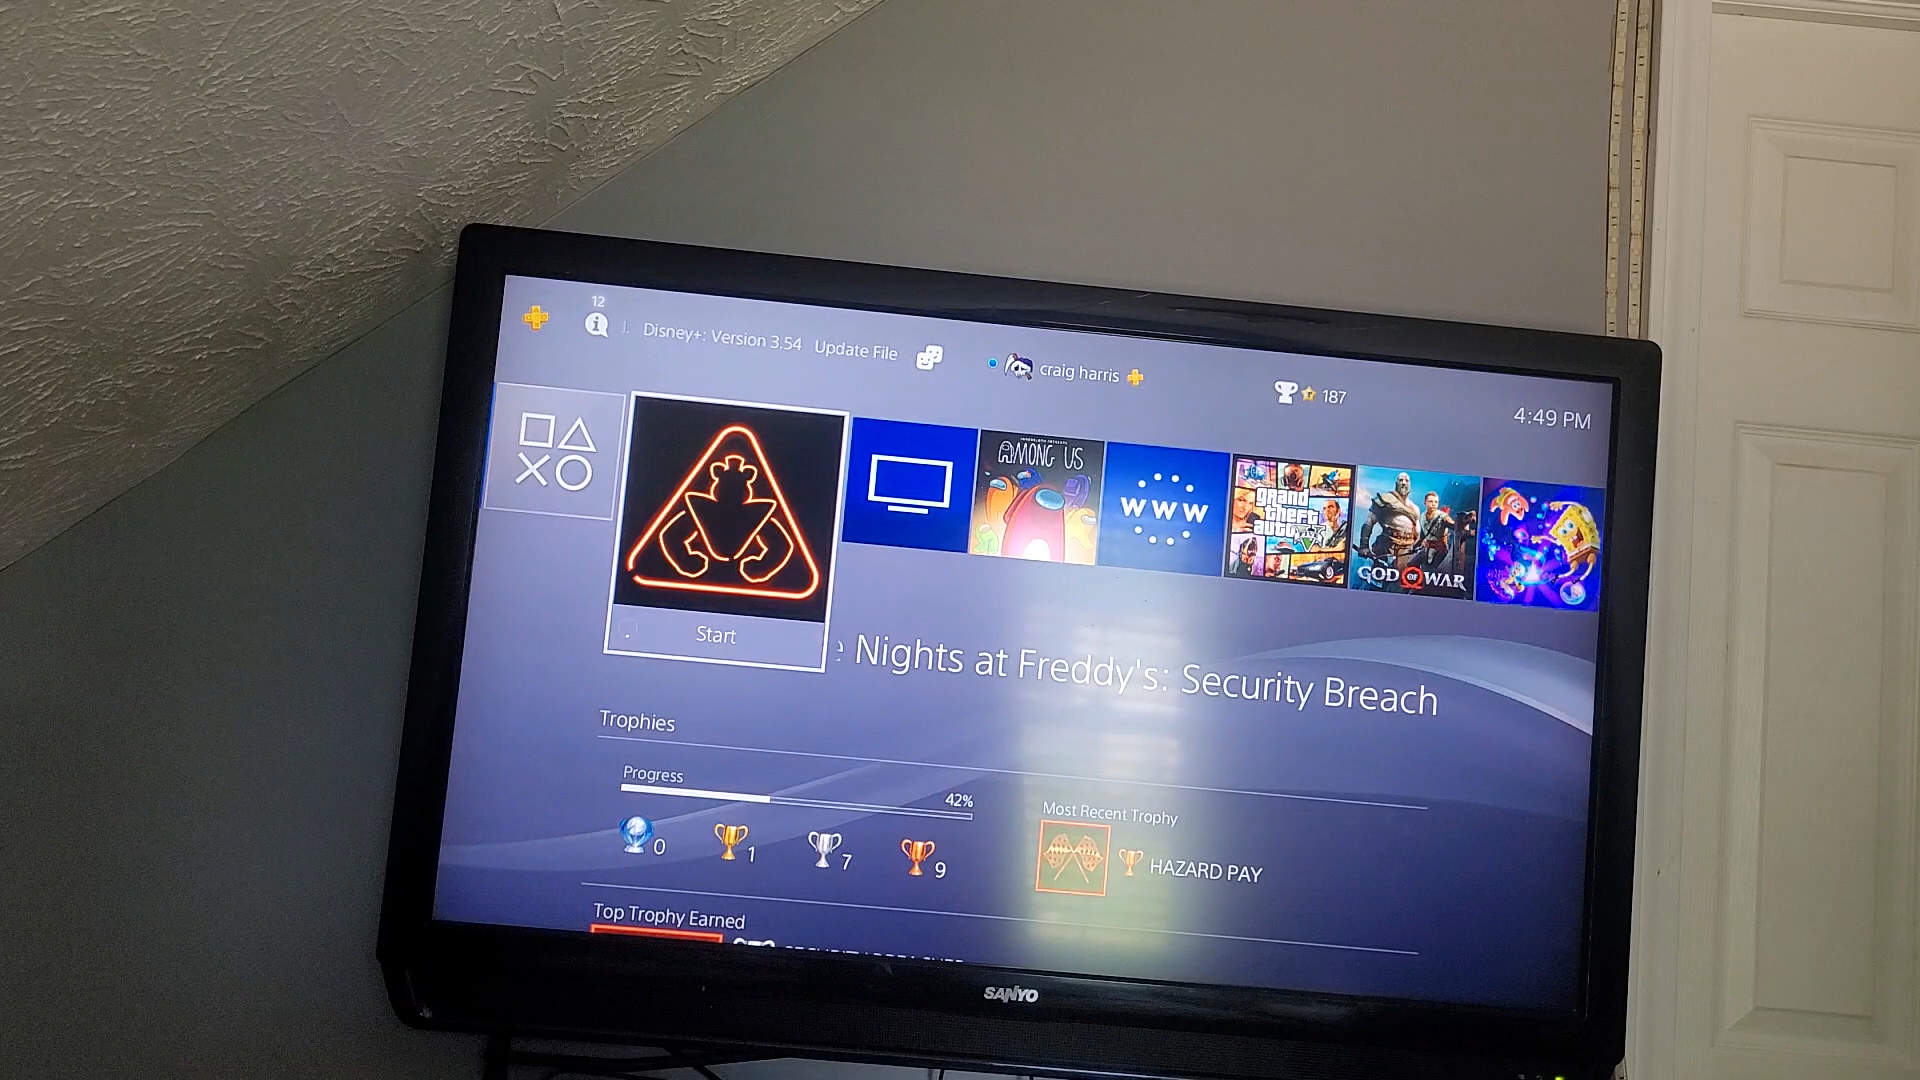 12
Disney+: Version 3.54 Update File
craig harris
187
4:49 PM
AMONG US
WWW
grand
theft
auto
V
GOD OF WAR
Start
Nights at Freddy's: Security Breach
Trophies
Progress
42%
0
1
7
9
Most Recent Trophy
HAZARD PAY
Top Trophy Earned
SANYO